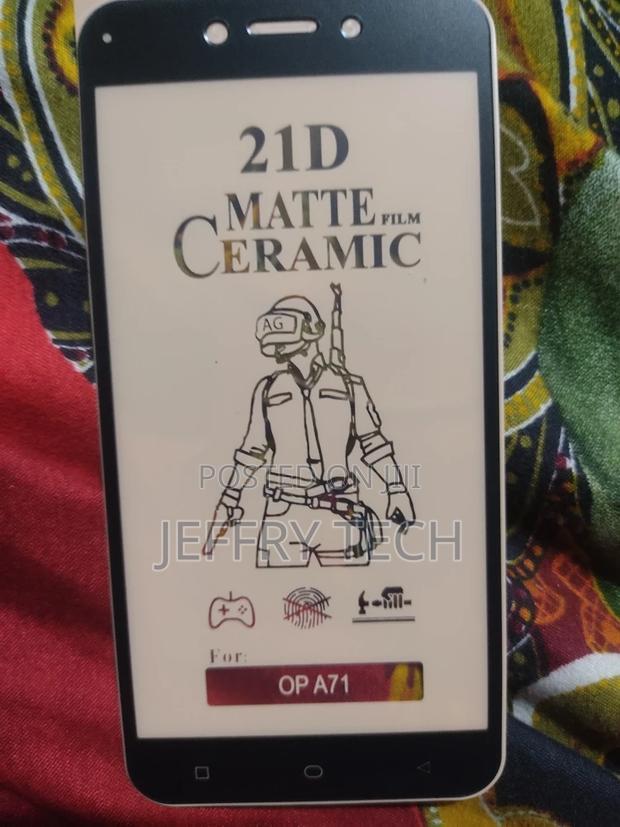 21D
MATTE FILM
CERAMIC
AG
POSTED ON JIJI
JEFFRY TECH
For:
OP A71